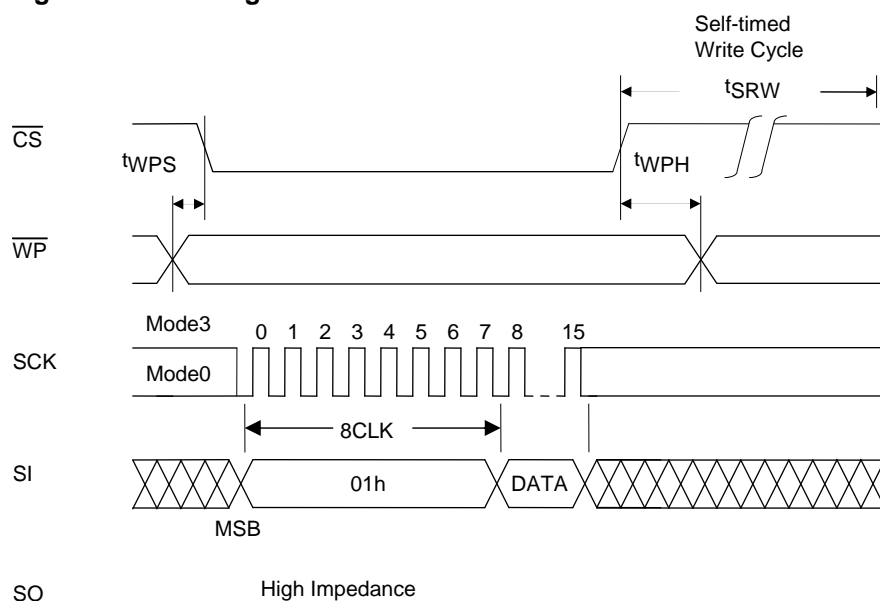 Self-timed
Write Cycle
tSRW
CS
tWPS
tWPH
WP
Mode3
0 1 2 3 4 5 6 7 8 15
SCK
Mode0
8CLK
SI
01h
DATA
MSB
High Impedance
SO